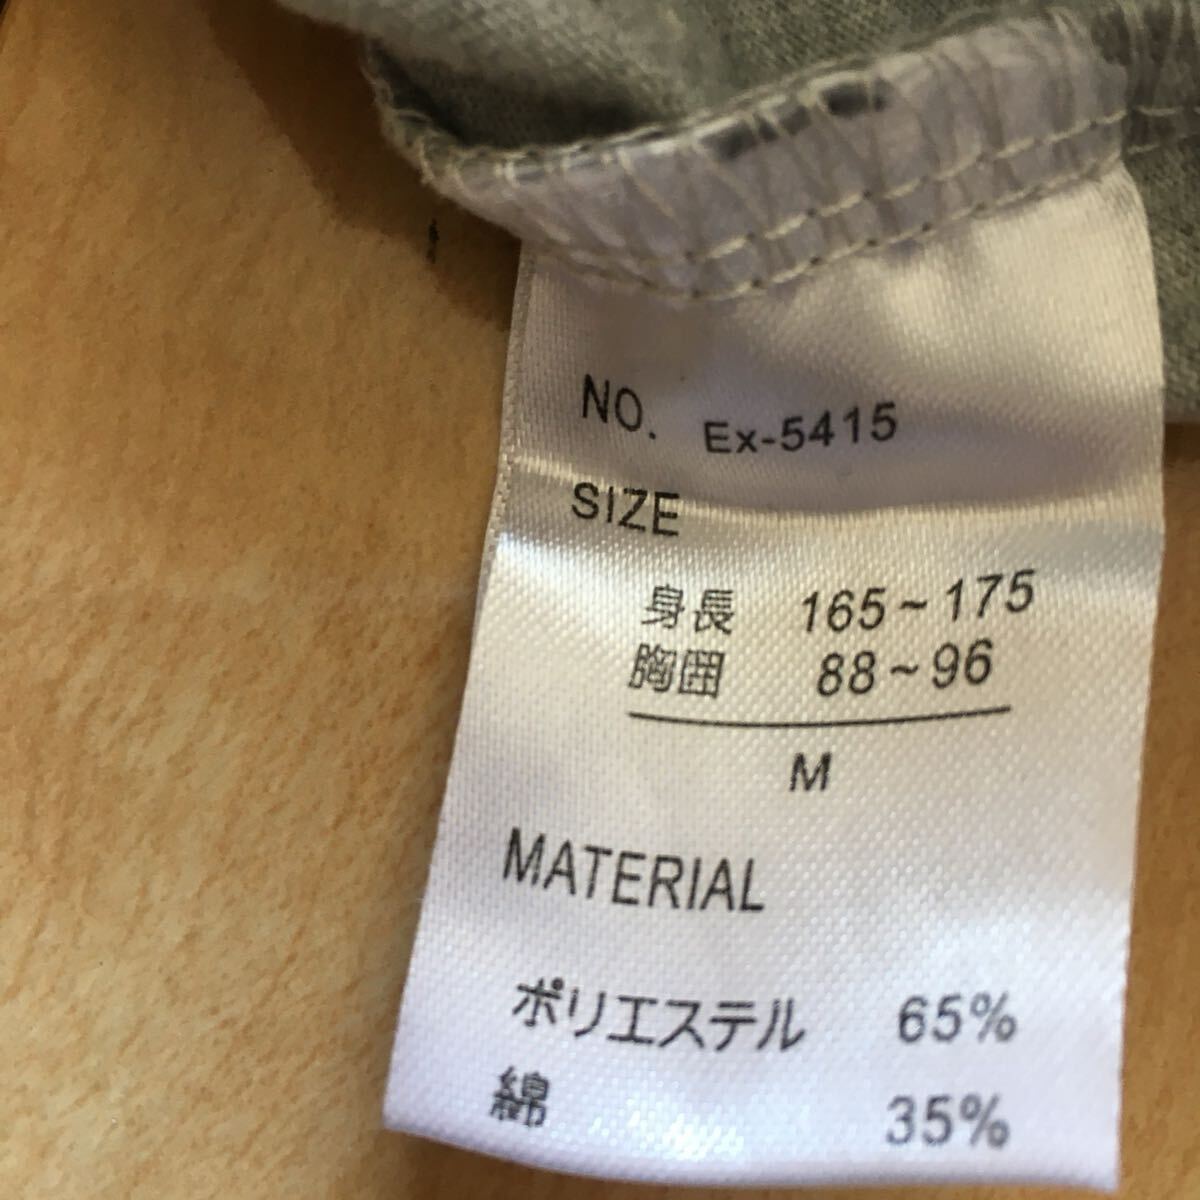 NO. Ex-5415
SIZE
身長 165~175
胸囲 88~96
M
MATERIAL
ポリエステル 65%
綿 35%